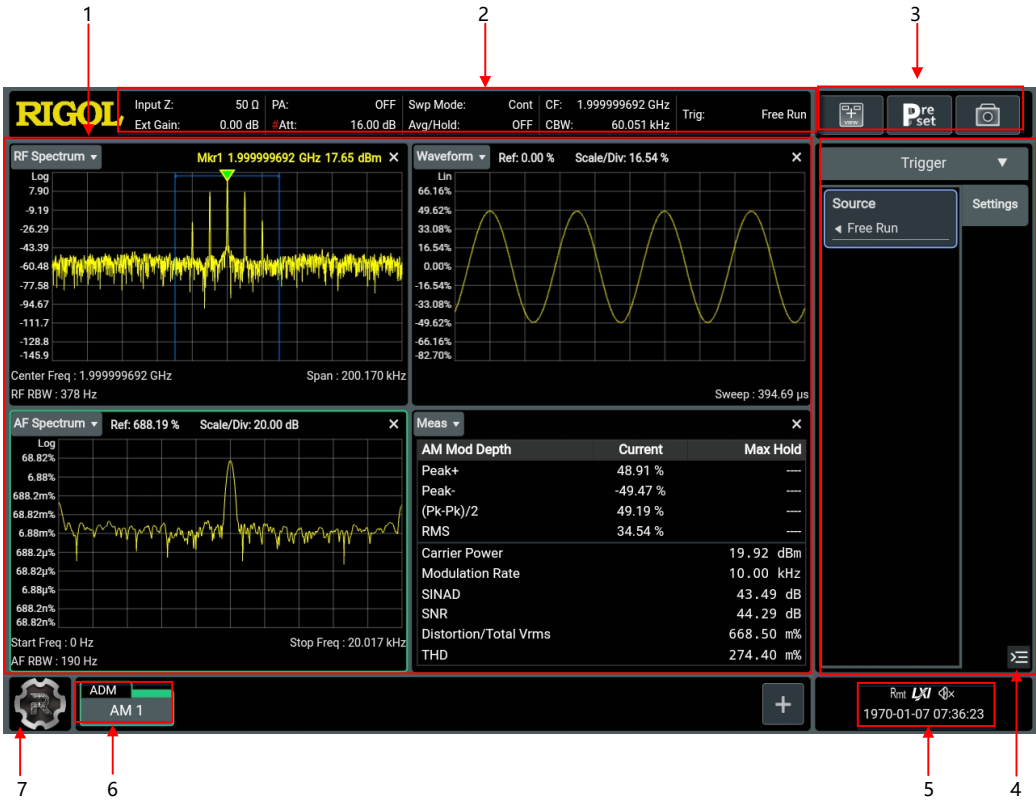 1
2
3
RIGOL
Input Z: 50 Ω PA: OFF Swp Mode: Cont CF: 1.999999692 GHz Trig: Free Run
Ext Gain: 0.00 dB #Att: 16.00 dB Avg/Hold: OFF CBW: 60.051 kHz
view
Preset
RF Spectrum Mkr1 1.999999692 GHz 17.65 dBm ×
Log
7.90
-9.19
-26.29
-43.39
-60.48
-77.58
-94.67
-111.7
-128.8
-145.9
Center Freq : 1.999999692 GHz Span : 200.170 kHz
RF RBW : 378 Hz
Waveform Ref: 0.00 % Scale/Div: 16.54 % ×
Lin
66.16%
49.62%
33.08%
16.54%
0.00%
-16.54%
-33.08%
-49.62%
-66.16%
-82.70%
Sweep : 394.69 µs
AF Spectrum Ref: 688.19 % Scale/Div: 20.00 dB ×
Log
68.82%
6.88%
688.2m%
68.82m%
6.88m%
688.2µ%
68.82µ%
6.88µ%
688.2n%
68.82n%
Start Freq : 0 Hz Stop Freq : 20.017 kHz
AF RBW : 190 Hz
Meas ×
AM Mod Depth Current Max Hold
Peak+ 48.91 % ----
Peak- -49.47 % ----
(Pk-Pk)/2 49.19 % ----
RMS 34.54 % ----
Carrier Power 19.92 dBm
Modulation Rate 10.00 kHz
SINAD 43.49 dB
SNR 44.29 dB
Distortion/Total Vrms 668.50 m%
THD 274.40 m%
Trigger
Source
Free Run
Settings
R
ADM
AM 1
+
Rmt LXI
1970-01-07 07:36:23
7
6
5
4